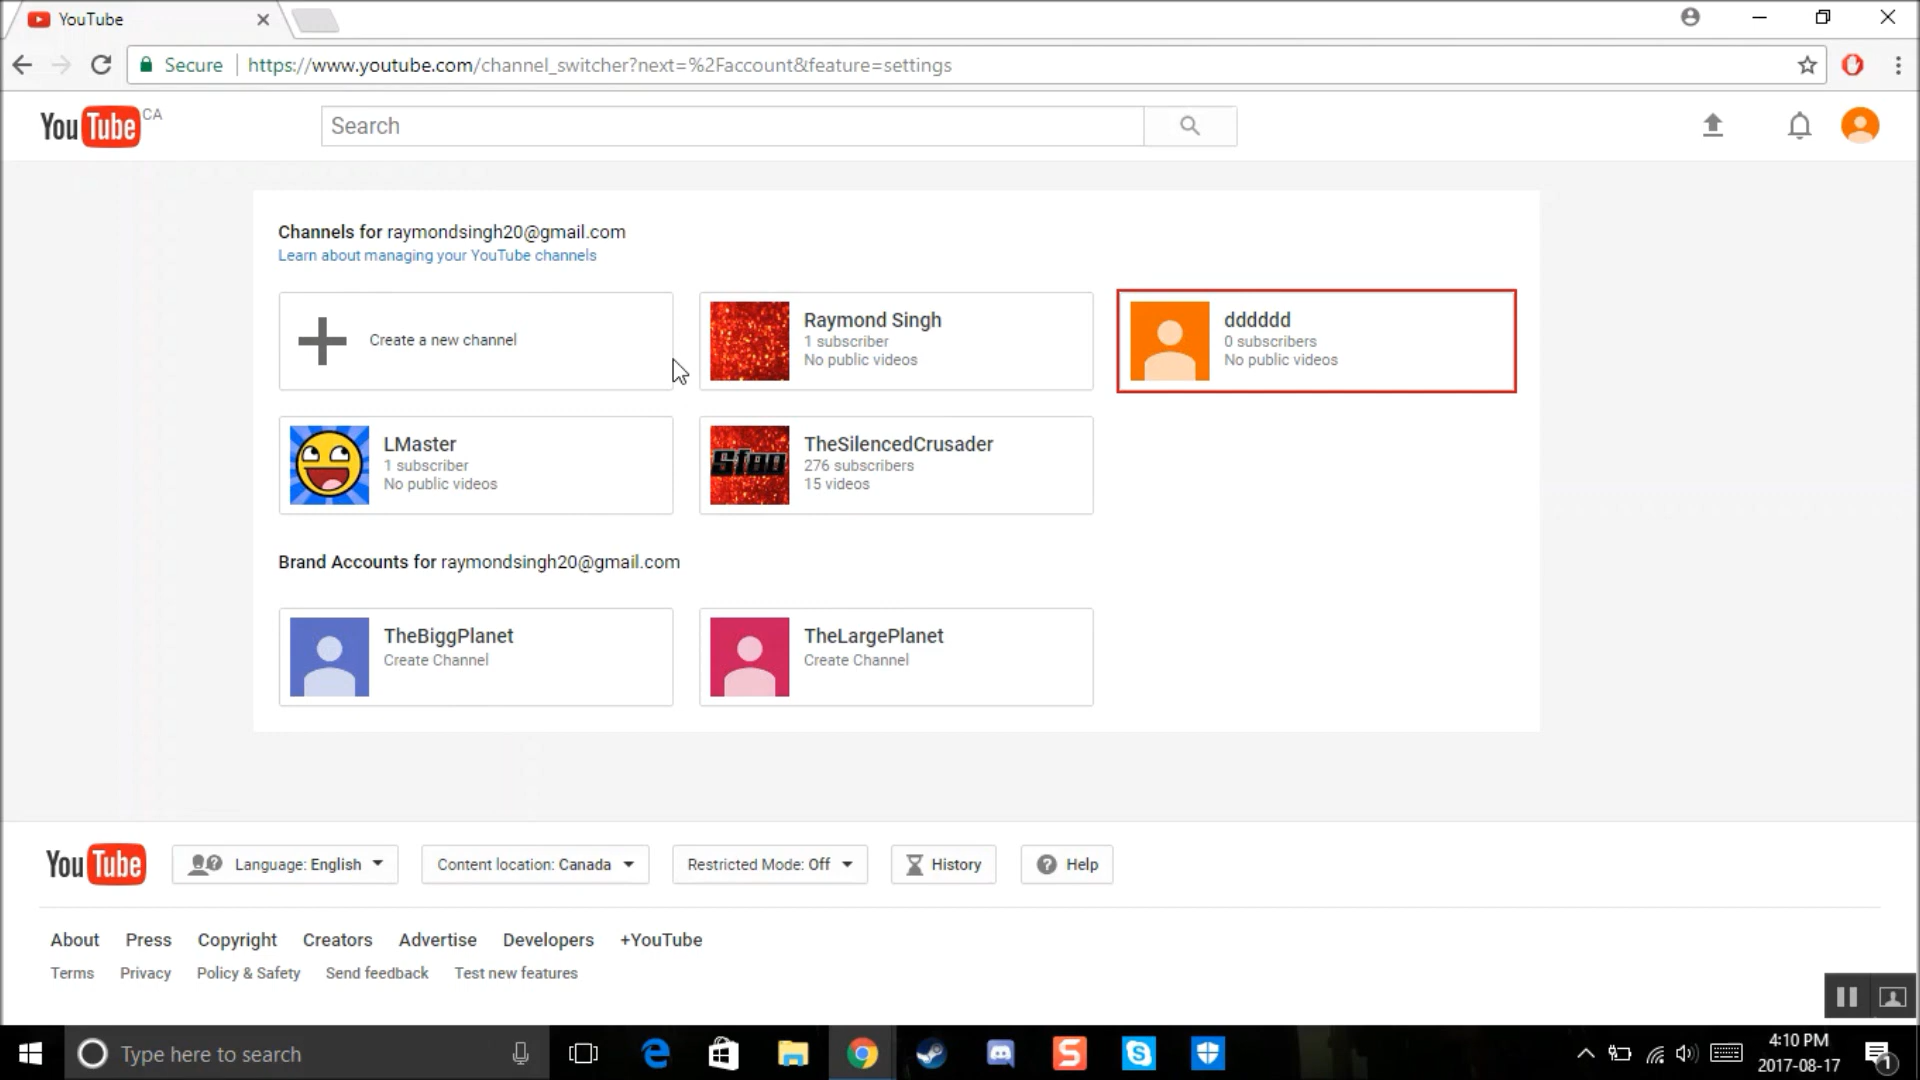 YouTube
Secure https://www.youtube.com/channel_switcher?next=%2Faccount&feature=settings
YouTube CA
Search
Channels for raymondsingh20@gmail.com
Learn about managing your YouTube channels
Create a new channel
Raymond Singh
1 subscriber
No public videos
dddddd
0 subscribers
No public videos
LMaster
1 subscriber
No public videos
Sfao
TheSilencedCrusader
276 subscribers
15 videos
Brand Accounts for raymondsingh20@gmail.com
TheBiggPlanet
Create Channel
TheLargePlanet
Create Channel
YouTube Language: English Content location: Canada Restricted Mode: Off History Help
About Press Copyright Creators Advertise Developers +YouTube
Terms Privacy Policy & Safety Send feedback Test new features
Type here to search
4:10 PM
2017-08-17
1